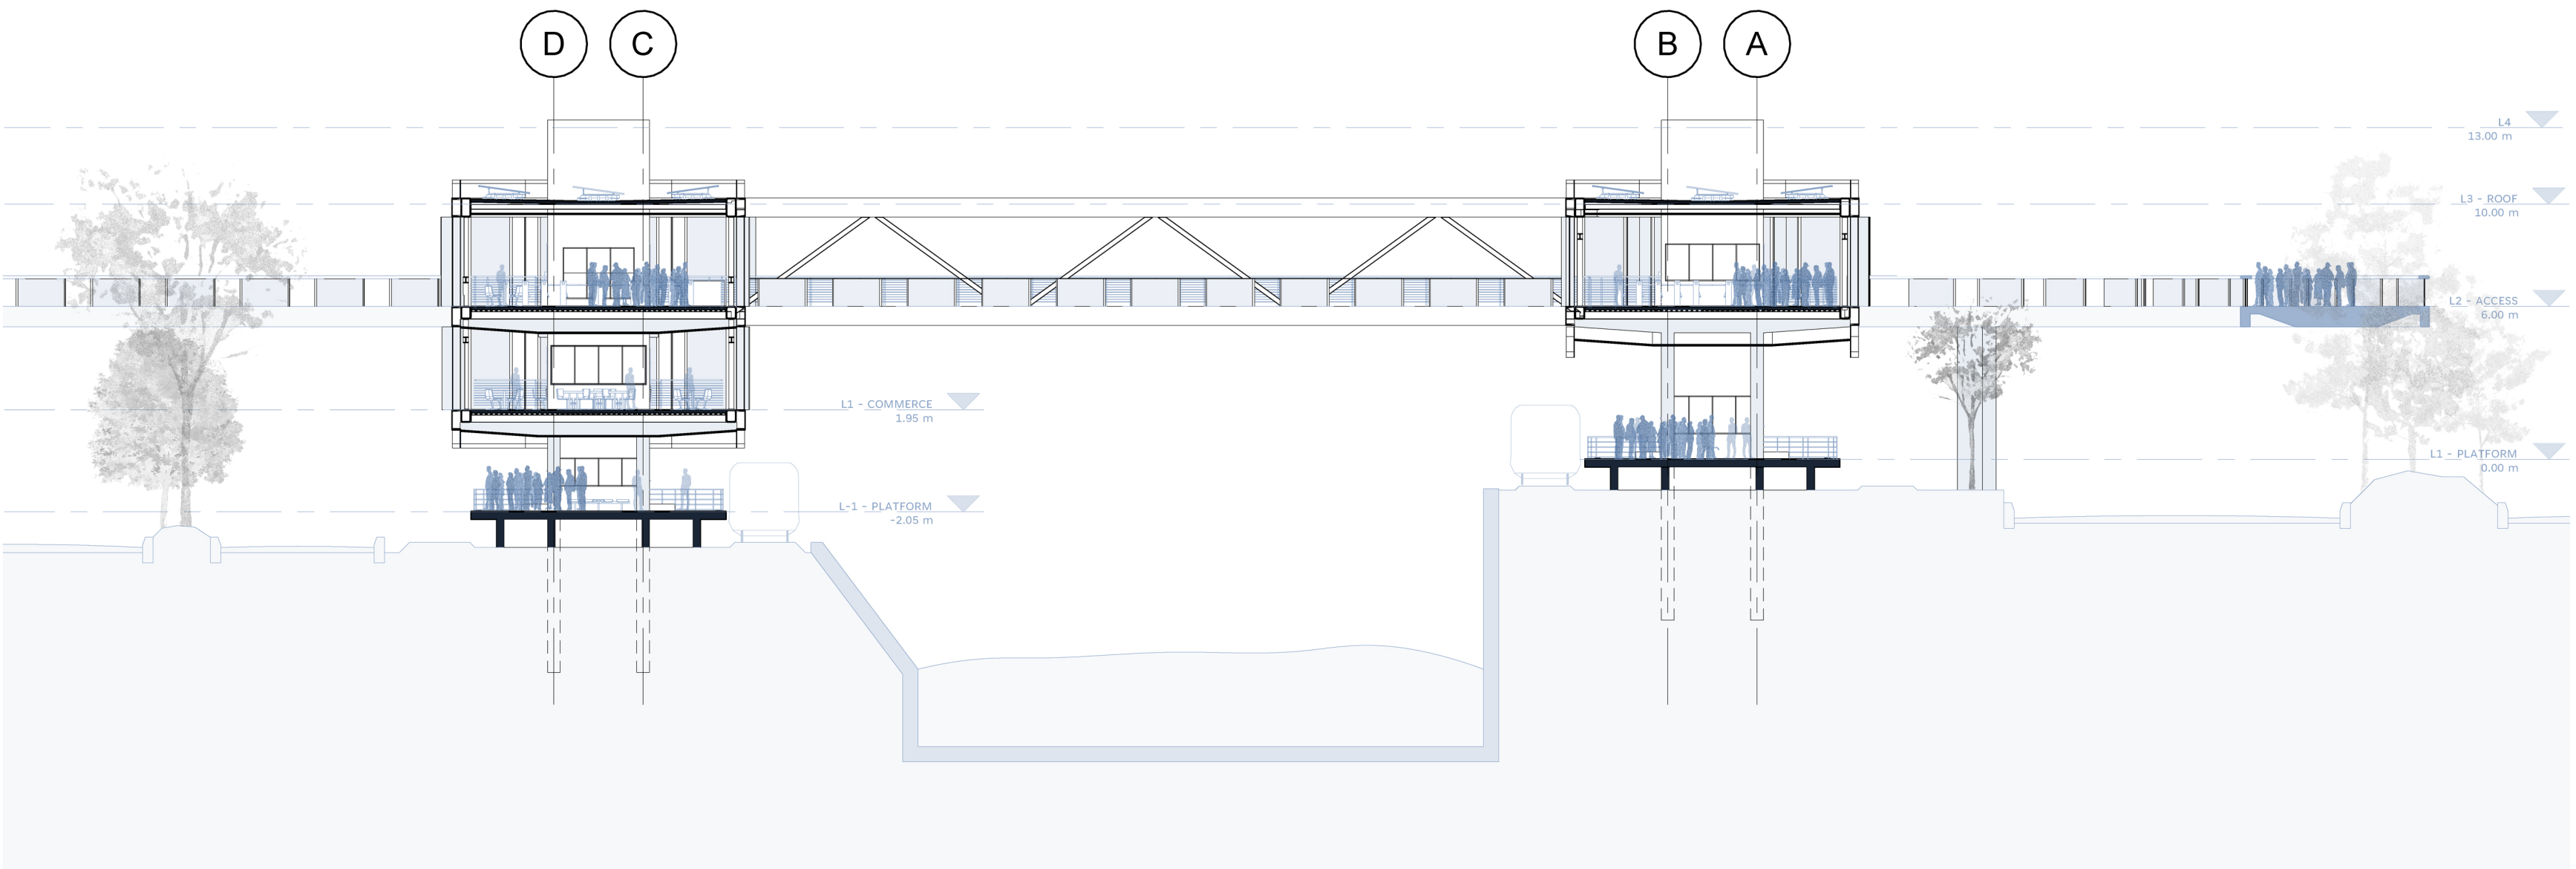 D
C
B
A
L4
13.00 m
L3 - ROOF
10.00 m
L2 - ACCESS
6.00 m
L1 - COMMERCE
1.95 m
L1 - PLATFORM
0.00 m
L-1 - PLATFORM
-2.05 m